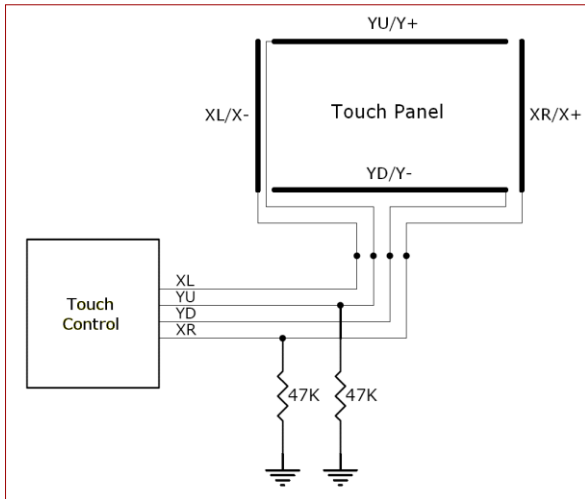 YU/Y+
XL/X-
Touch Panel
XR/X+
YD/Y-
Touch
Control
XL
YU
YD
XR
47K
47K